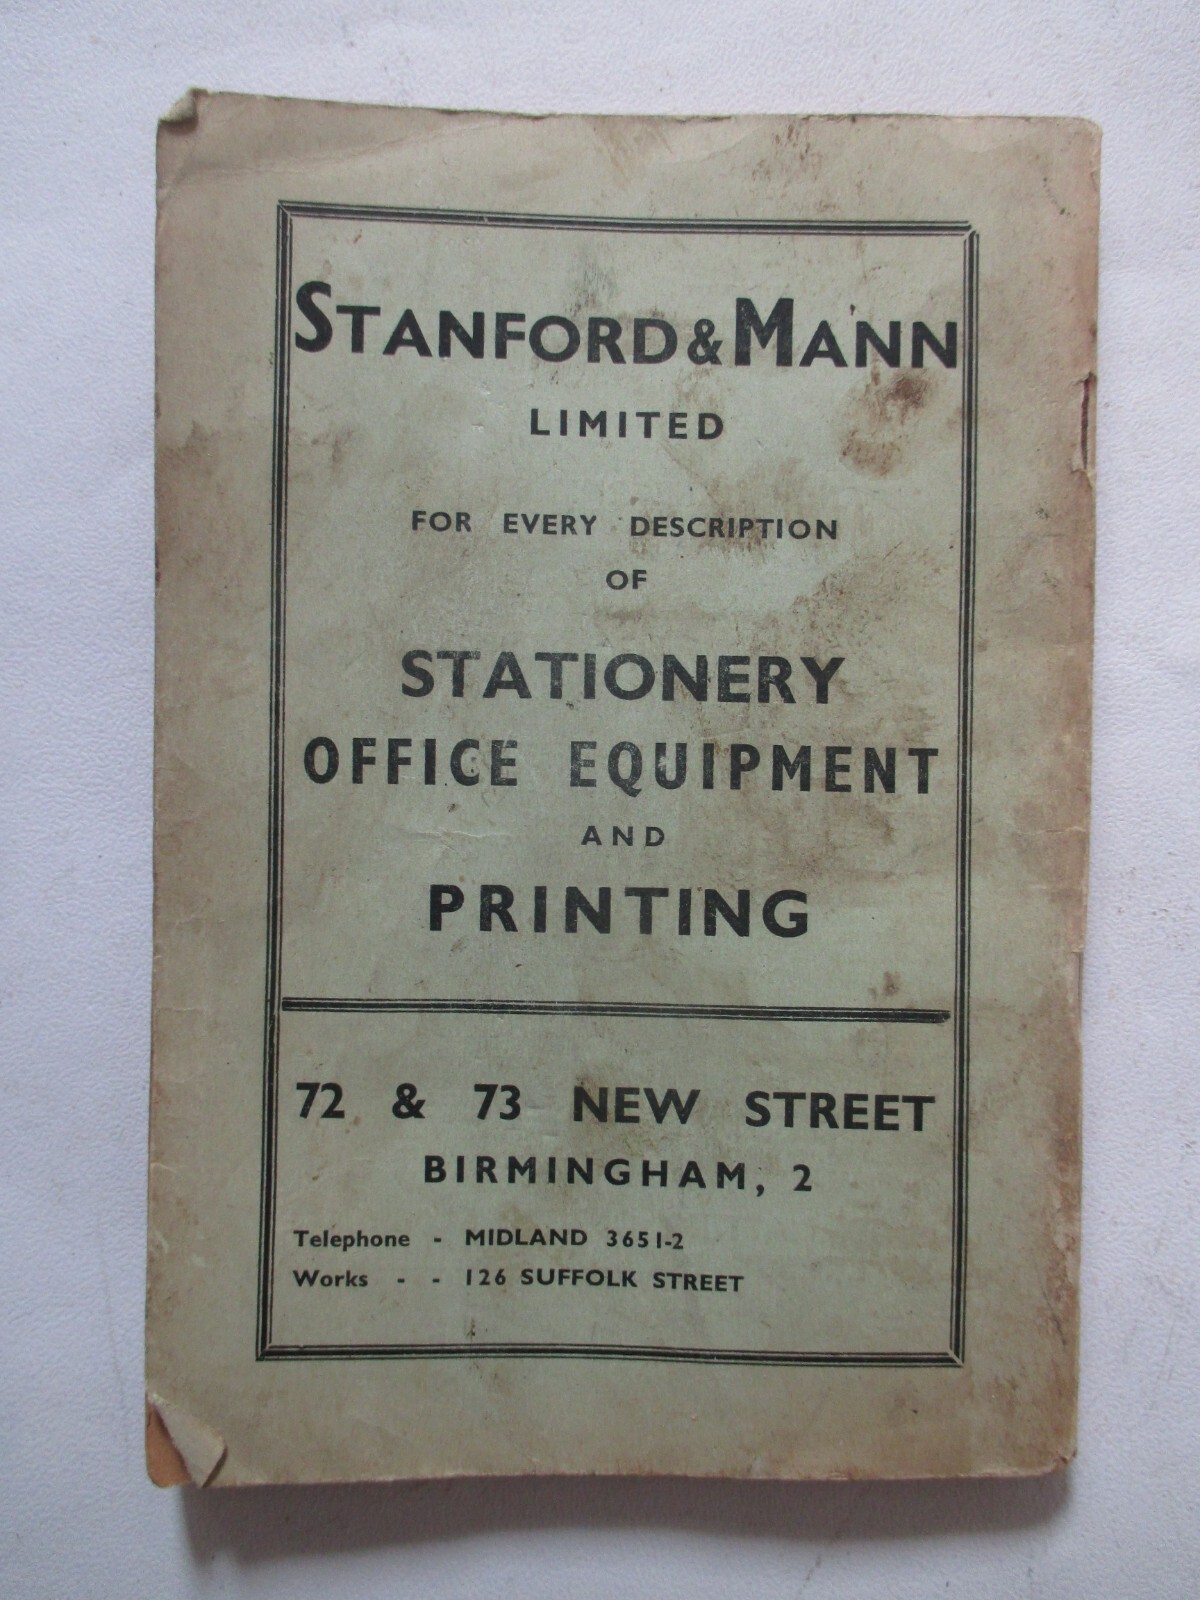 STANFORD & MANN
LIMITED
FOR EVERY DESCRIPTION
OF
STATIONERY
OFFICE EQUIPMENT
AND
PRINTING
72 & 73 NEW STREET
BIRMINGHAM, 2
Telephone - MIDLAND 3651-2
Works - - 126 SUFFOLK STREET